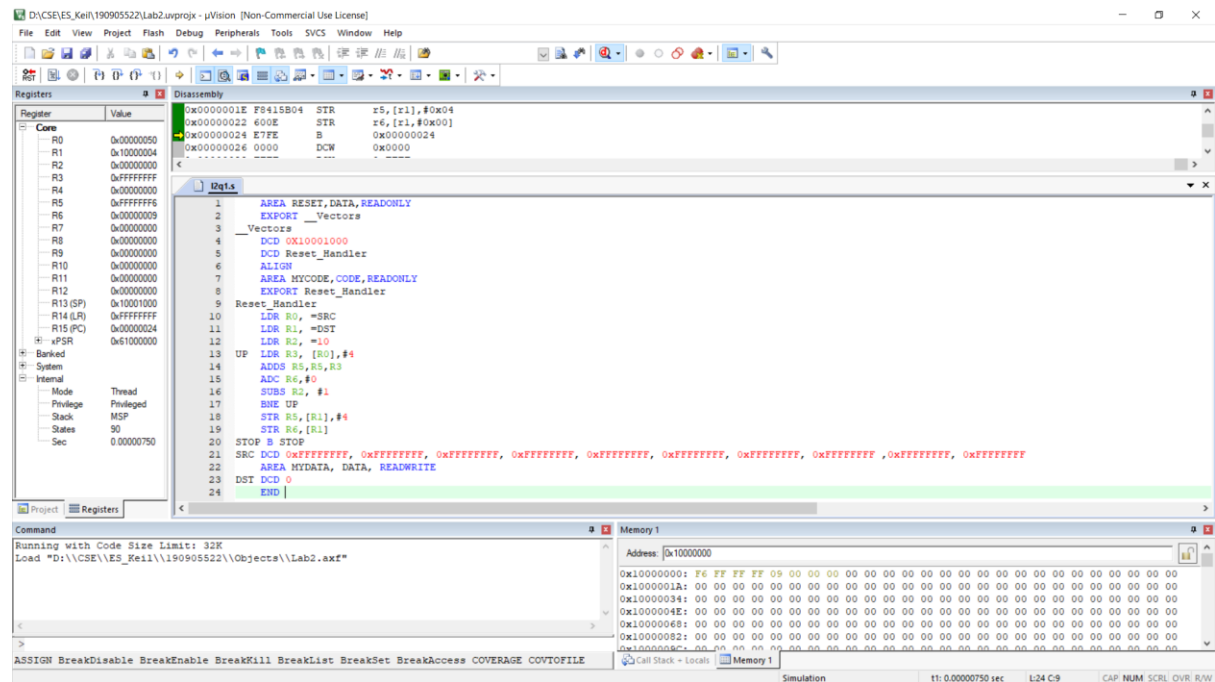 D:\CSE\ES_Keil\190905522\Lab2.uvprojx - µVision [Non-Commercial Use License]
File Edit View Project Flash Debug Peripherals Tools SVCS Window Help
RST
Registers
Register Value
Core
R0 0x00000050
R1 0x10000004
R2 0x00000000
R3 0xFFFFFFFF
R4 0x00000000
R5 0xFFFFFFF6
R6 0x00000009
R7 0x00000000
R8 0x00000000
R9 0x00000000
R10 0x00000000
R11 0x00000000
R12 0x00000000
R13 (SP) 0x10001000
R14 (LR) 0xFFFFFFFF
R15 (PC) 0x00000024
xPSR 0x61000000
Banked
System
Internal
Mode Thread
Privilege Privileged
Stack MSP
States 90
Sec 0.00000750
Project Registers
Disassembly
0x0000001E F8415B04 STR r5,[r1],#0x04
0x00000022 600E STR r6,[r1,#0x00]
0x00000024 E7FE B 0x00000024
0x00000026 0000 DCW 0x0000
l2q1.s
1 AREA RESET,DATA,READONLY
2 EXPORT __Vectors
3 __Vectors
4 DCD 0X10001000
5 DCD Reset_Handler
6 ALIGN
7 AREA MYCODE,CODE,READONLY
8 EXPORT Reset_Handler
9 Reset_Handler
10 LDR R0, =SRC
11 LDR R1, =DST
12 LDR R2, =10
13 UP LDR R3, [R0],#4
14 ADDS R5,R5,R3
15 ADC R6,#0
16 SUBS R2, #1
17 BNE UP
18 STR R5,[R1],#4
19 STR R6,[R1]
20 STOP B STOP
21 SRC DCD 0xFFFFFFFF, 0xFFFFFFFF, 0xFFFFFFFF, 0xFFFFFFFF, 0xFFFFFFFF, 0xFFFFFFFF, 0xFFFFFFFF, 0xFFFFFFFF ,0xFFFFFFFF, 0xFFFFFFFF
22 AREA MYDATA, DATA, READWRITE
23 DST DCD 0
24 END
Command
Running with Code Size Limit: 32K
Load "D:\\CSE\\ES_Keil\\190905522\\Objects\\Lab2.axf"
>
ASSIGN BreakDisable BreakEnable BreakKill BreakList BreakSet BreakAccess COVERAGE COVTOFILE
Memory 1
Address: 0x10000000
0x10000000: F6 FF FF FF 09 00 00 00 00 00 00 00 00 00 00 00 00 00 00 00 00 00 00 00 00 00
0x1000001A: 00 00 00 00 00 00 00 00 00 00 00 00 00 00 00 00 00 00 00 00 00 00 00 00 00 00
0x10000034: 00 00 00 00 00 00 00 00 00 00 00 00 00 00 00 00 00 00 00 00 00 00 00 00 00 00
0x1000004E: 00 00 00 00 00 00 00 00 00 00 00 00 00 00 00 00 00 00 00 00 00 00 00 00 00 00
0x10000068: 00 00 00 00 00 00 00 00 00 00 00 00 00 00 00 00 00 00 00 00 00 00 00 00 00 00
0x10000082: 00 00 00 00 00 00 00 00 00 00 00 00 00 00 00 00 00 00 00 00 00 00 00 00 00 00
Call Stack + Locals Memory 1
Simulation t1: 0.00000750 sec L:24 C:9 CAP NUM SCRL OVR R/W